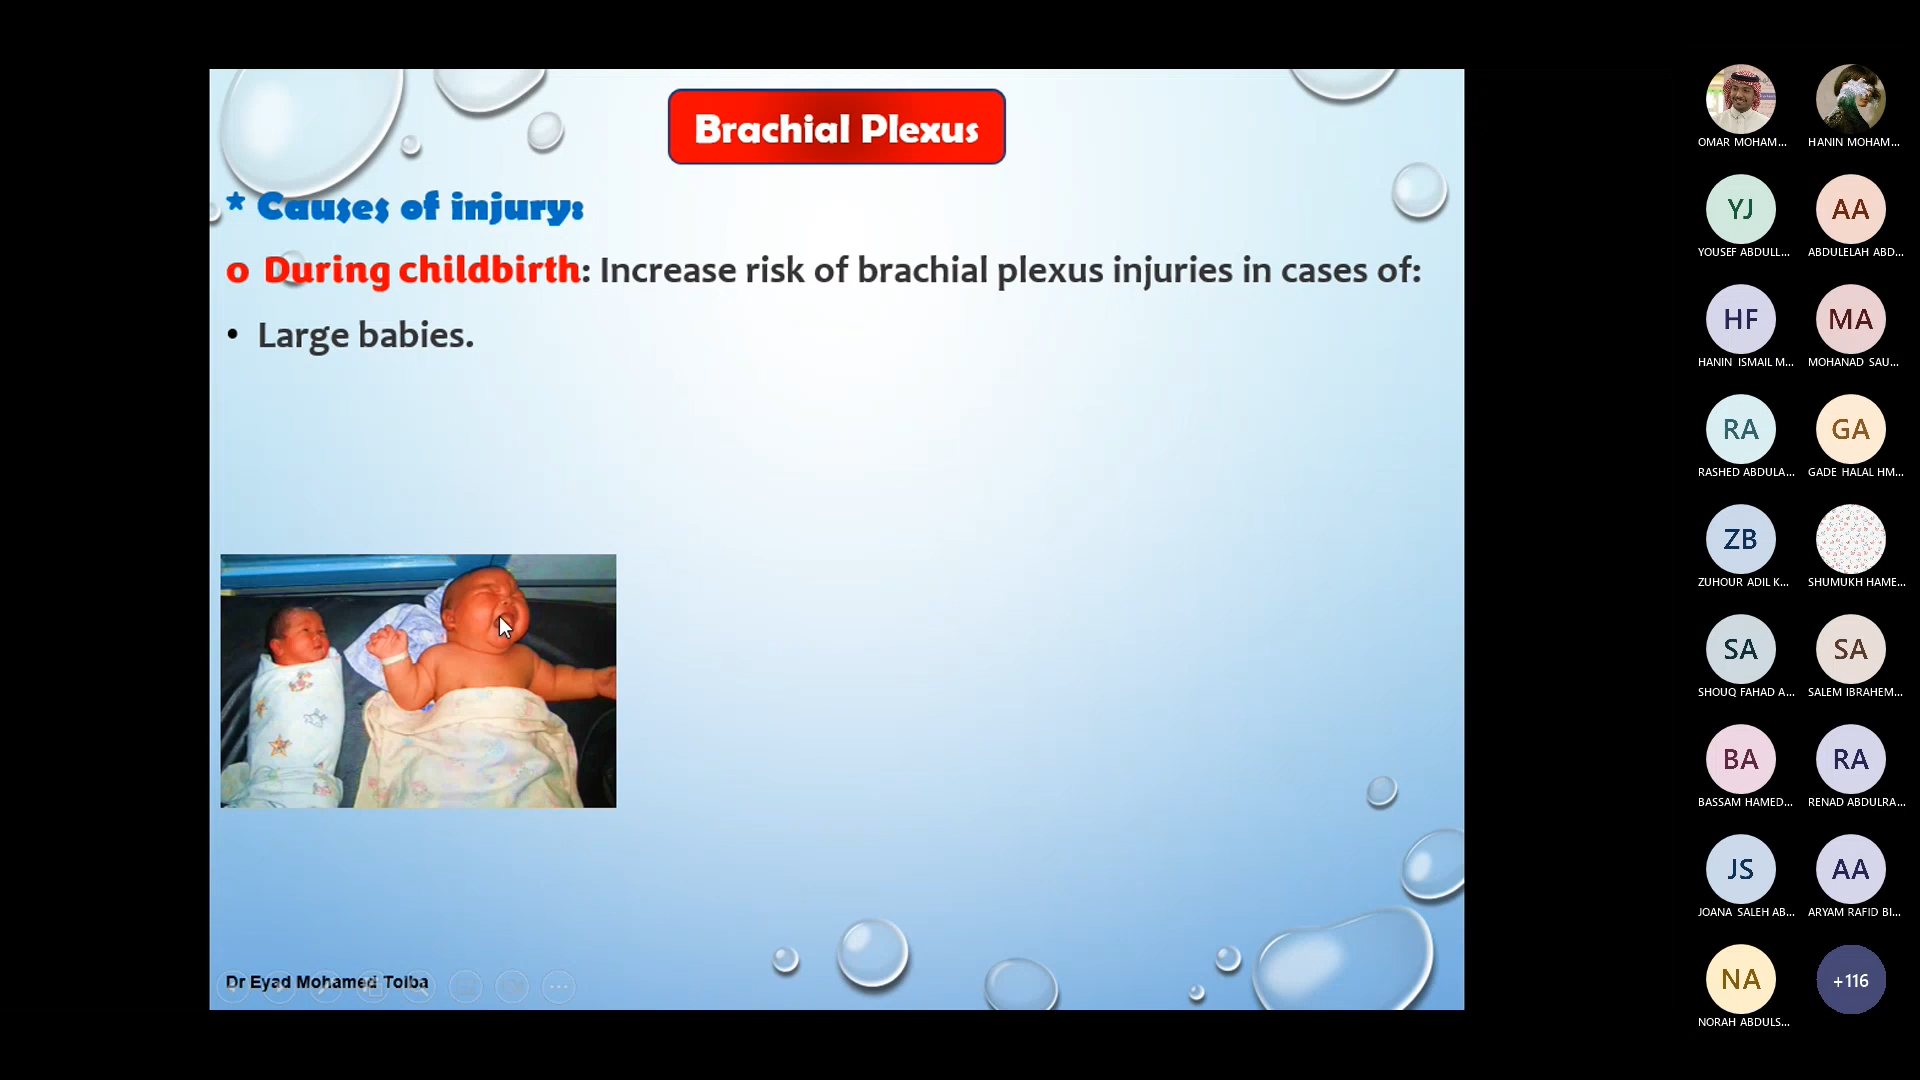 Brachial Plexus
* Causes of injury:
o During childbirth: Increase risk of brachial plexus injuries in cases of:
• Large babies.
Dr Eyad Mohamed Tolba
OMAR MOHAM...
HANIN MOHAM...
YJ
AA
YOUSEF ABDULL...
ABDULELAH ABD...
HF
MA
HANIN ISMAIL M...
MOHANAD SAU...
RA
GA
RASHED ABDULA...
GADE HALAL HM...
ZB
ZUHOUR ADIL K...
SHUMUKH HAME...
SA
SA
SHOUQ FAHAD A...
SALEM IBRAHEM...
BA
RA
BASSAM HAMED...
RENAD ABDULRA...
JS
AA
JOANA SALEH AB...
ARYAM RAFID BI...
NA
+116
NORAH ABDULS...